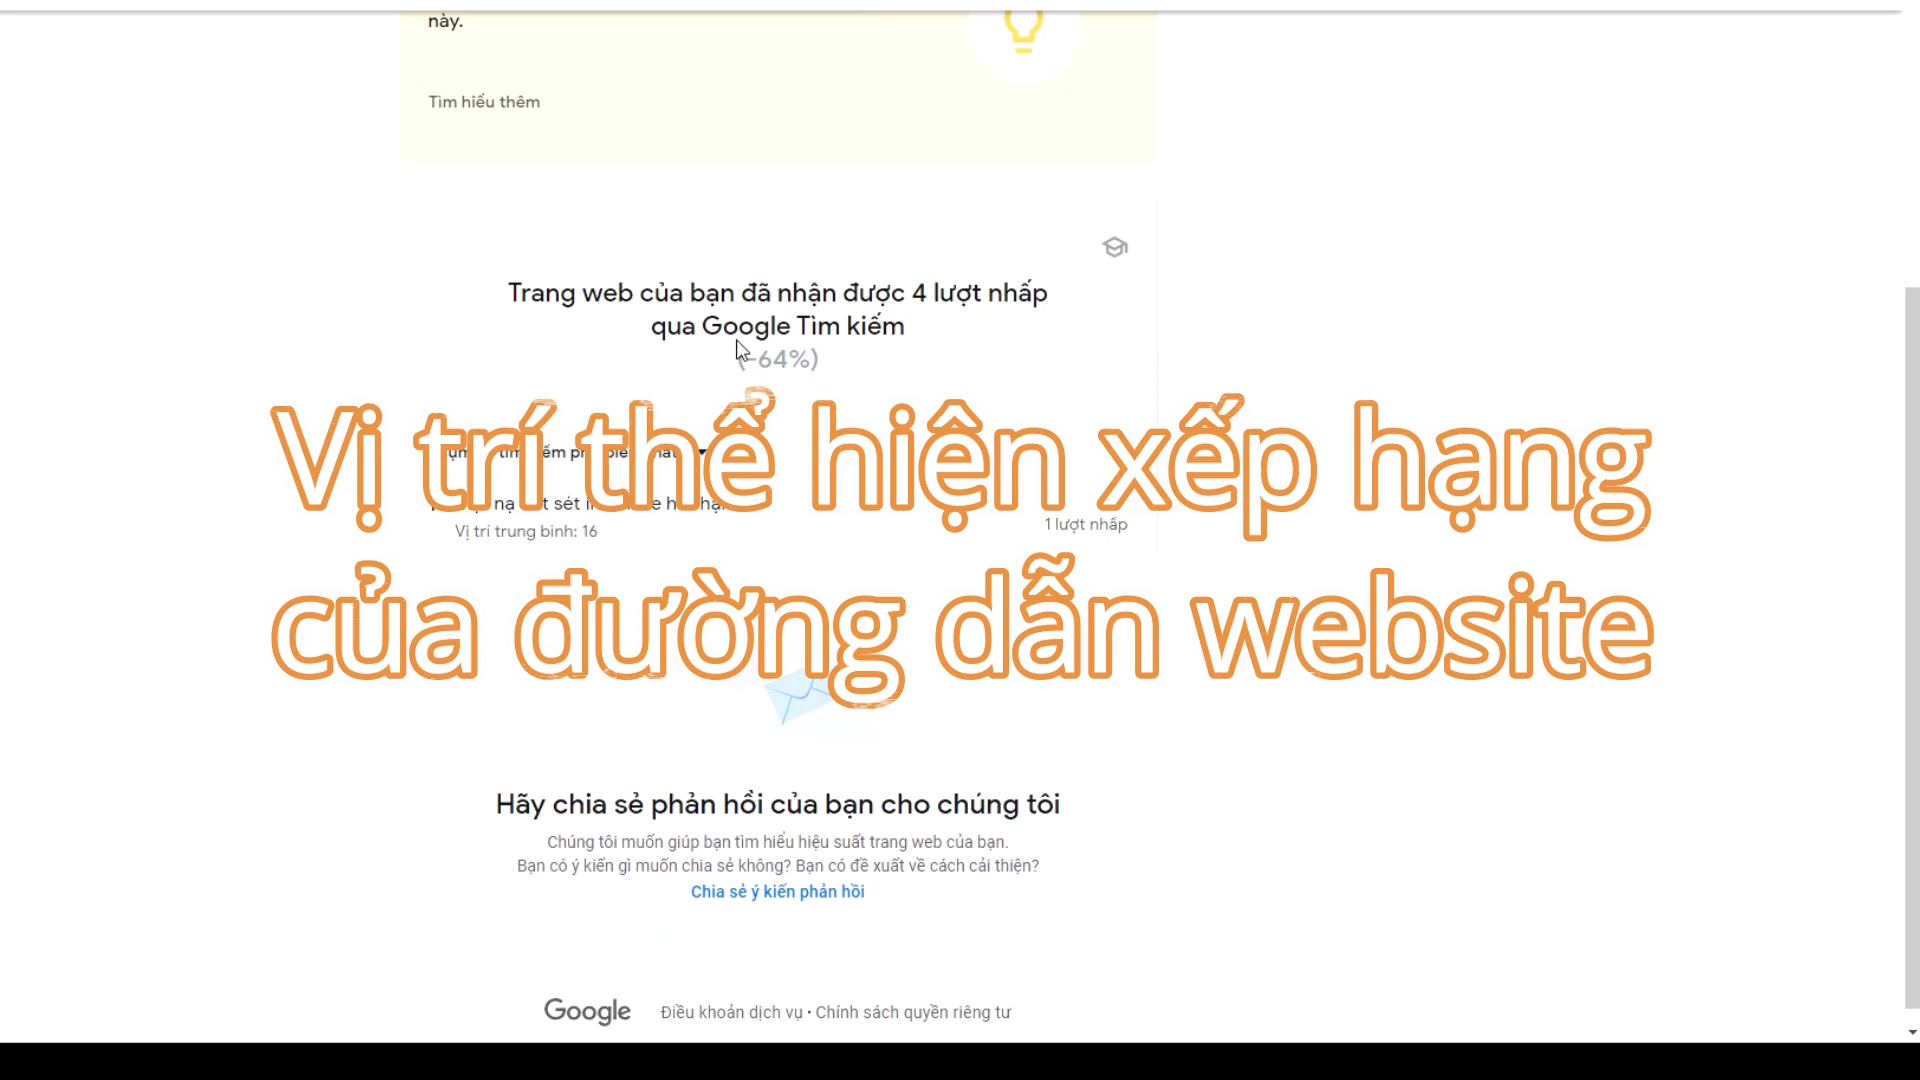 này.
Tìm hiểu thêm
Trang web của bạn đã nhận được 4 lượt nhấp
qua Google Tìm kiếm
(-64%)
Vị trí thể hiện xếp hạng
của đường dẫn website
Vị trí trung bình: 16
1 lượt nhấp
Hãy chia sẻ phản hồi của bạn cho chúng tôi
Chúng tôi muốn giúp bạn tìm hiểu hiệu suất trang web của bạn.
Bạn có ý kiến gì muốn chia sẻ không? Bạn có đề xuất về cách cải thiện?
Chia sẻ ý kiến phản hồi
Google Điều khoản dịch vụ • Chính sách quyền riêng tư